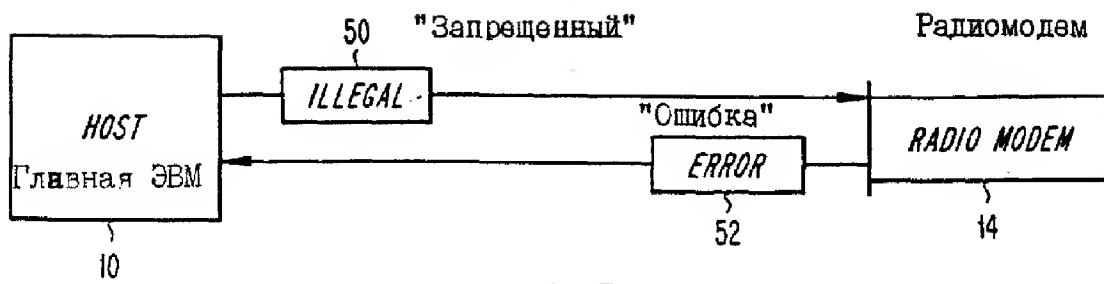 50
"Запрещенный"
Радиомодем
ILLEGAL
HOST
Главная ЭВМ
"Ошибка"
ERROR
RADIO MODEM
10
52
14